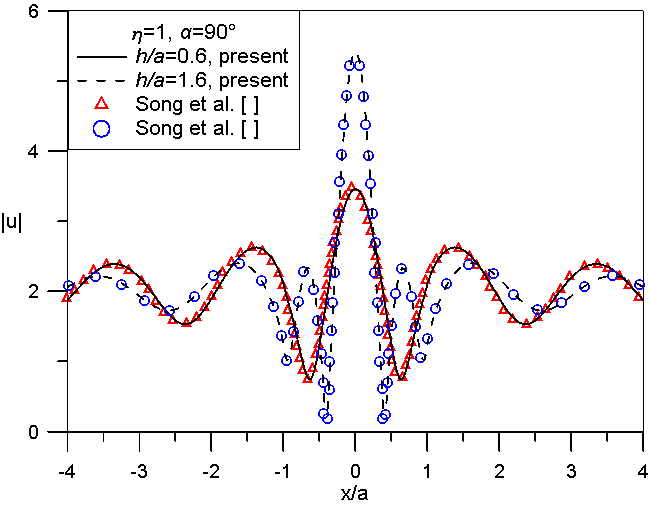 6
η=1, α=90°
h/a=0.6, present
h/a=1.6, present
Song et al. [ ]
Song et al. [ ]
4
|u|
2
0
-4 -3 -2 -1 0 1 2 3 4
x/a